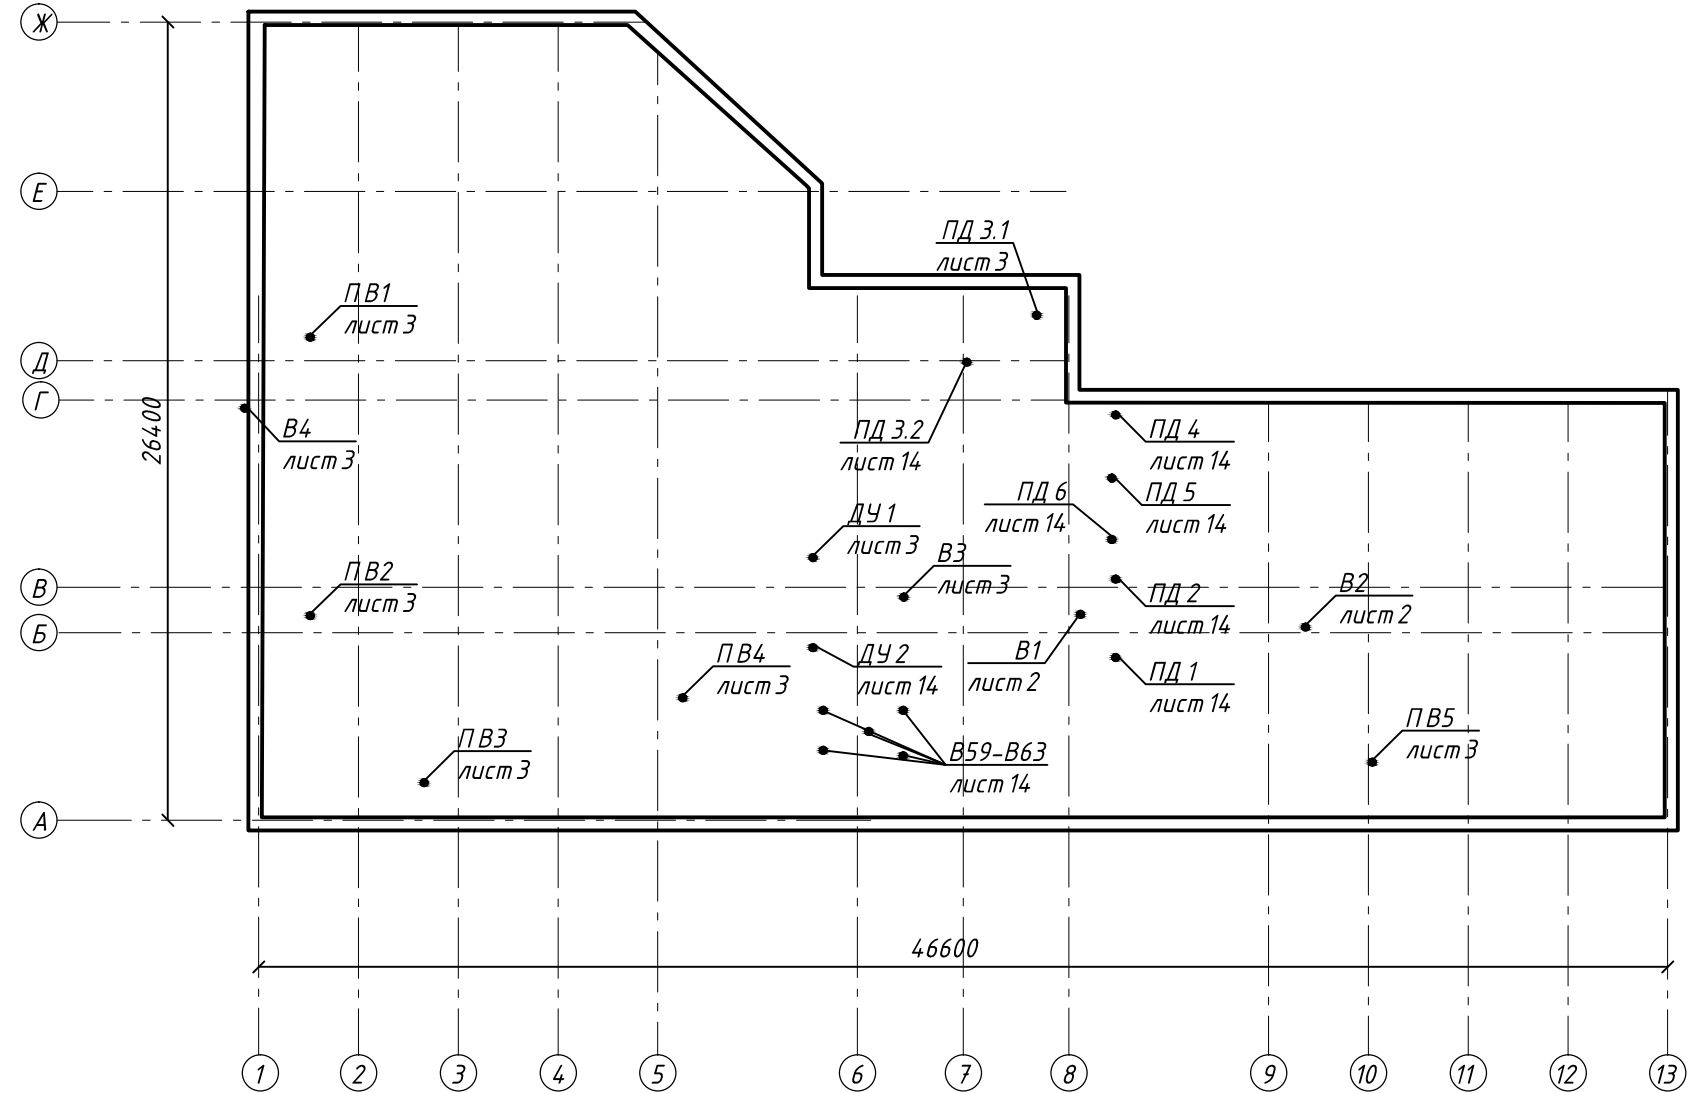 Ж
Е
ПД 3.1
лист 3
П В1
лист 3
Д
Г
26400
В4
лист 3
ПД 3.2
лист 14
ПД 4
лист 14
ПД 6
лист 14
ПД 5
лист 14
ДУ 1
лист 3
В3
лист 3
В
П В2
лист 3
ПД 2
лист 14
В2
лист 2
Б
П В4
лист 3
ДУ 2
лист 14
В1
лист 2
ПД 1
лист 14
П В3
лист 3
В59-В63
лист 14
П В5
лист 3
А
46600
1 2 3 4 5 6 7 8 9 10 11 12 13